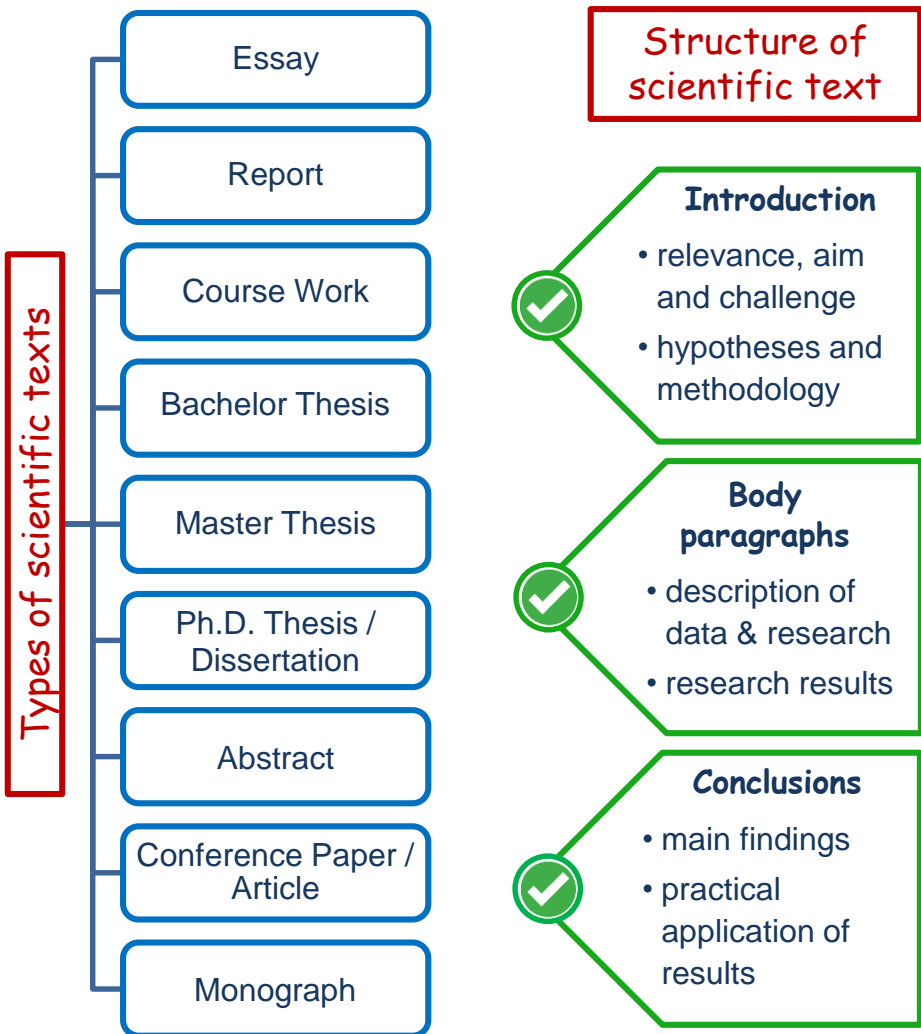 Types of scientific texts
Essay
Report
Course Work
Bachelor Thesis
Master Thesis
Ph.D. Thesis /
Dissertation
Abstract
Conference Paper /
Article
Monograph
Structure of
scientific text
Introduction
• relevance, aim
and challenge
• hypotheses and
methodology
Body
paragraphs
• description of
data & research
• research results
Conclusions
• main findings
• practical
application of
results